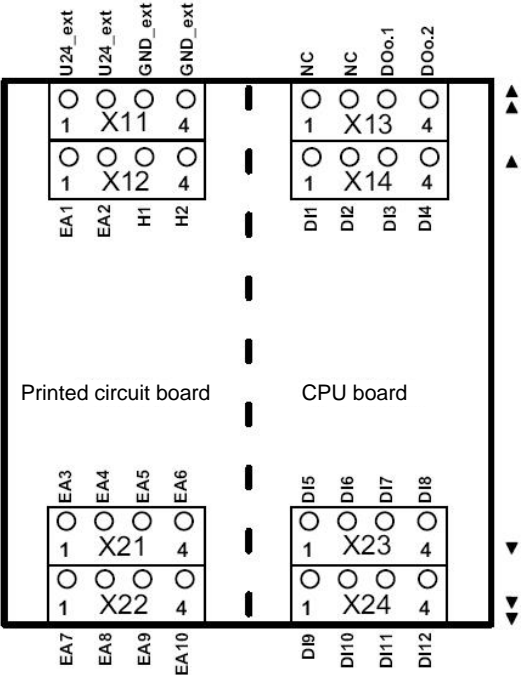 U24_ext U24_ext GND_ext GND_ext NC NC DOo.1 DOo.2
1 X11 4 1 X13 4
1 X12 4 1 X14 4
EA1 EA2 H1 H2 DI1 DI2 DI3 DI4
Printed circuit board CPU board
EA3 EA4 EA5 EA6 DI5 DI6 DI7 DI8
1 X21 4 1 X23 4
1 X22 4 1 X24 4
EA7 EA8 EA9 EA10 DI9 DI10 DI11 DI12